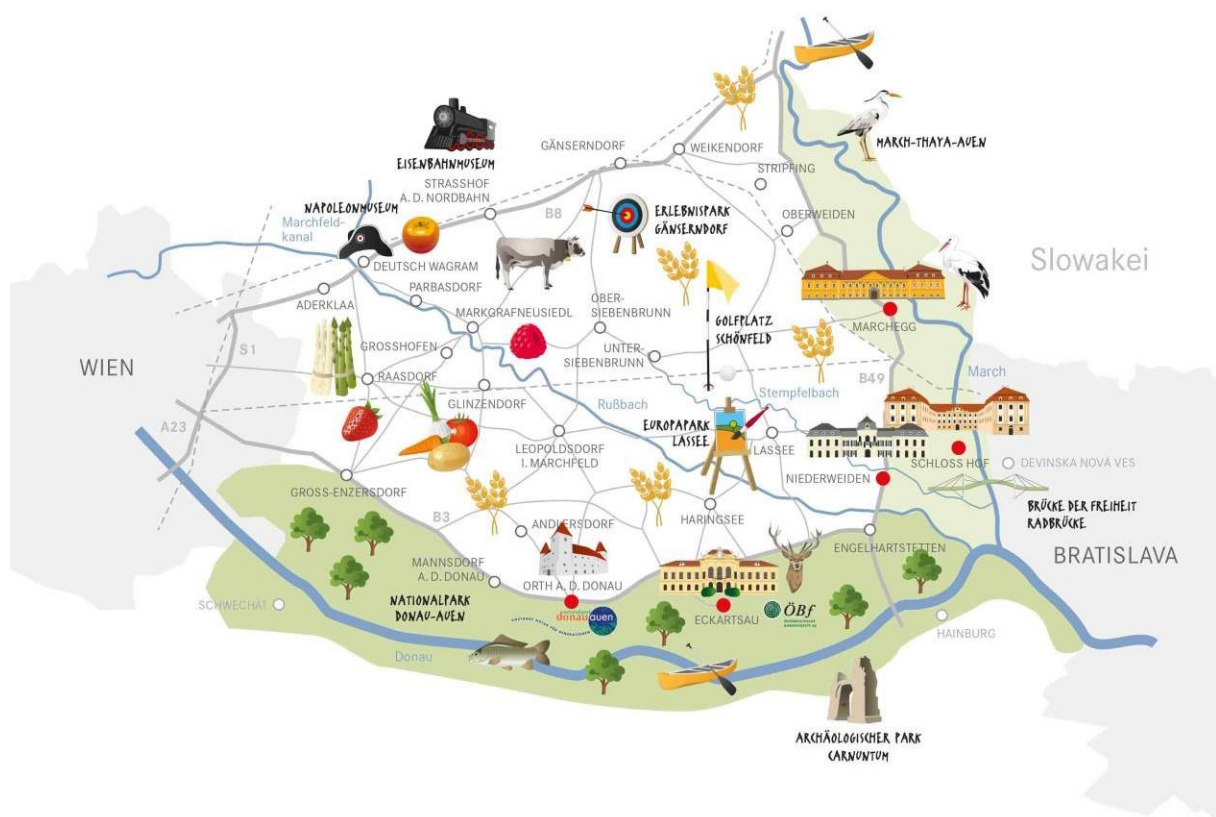 MARCH-THAYA-AUEN
EISENBAHNMUSEUM
GÄNSERNDORF
WEIKENDORF
STRIPFING
STRASSHOF
A. D. NORDBAHN
NAPOLEONMUSEUM
B8
ERLEBNISPARK
GÄNSERNDORF
OBERWEIDEN
Marchfeld-
kanal
DEUTSCH WAGRAM
Slowakei
PARBASDORF
ADERKLAA
OBER-
SIEBENBRUNN
MARKGRAFNEUSIEDL
GOLFPLATZ
SCHÖNFELD
MARCHEGG
GROSSHOFEN
UNTER-
SIEBENBRUNN
S1
WIEN
RAASDORF
B49
March
Stempfelbach
GLINZENDORF
Rußbach
A23
EUROPAPARK
LASSEE
LASSEE
LEOPOLDSDORF
I. MARCHFELD
SCHLOSS HOF
DEVINSKA NOVÁ VES
NIEDERWEIDEN
GROSS-ENZERSDORF
BRÜCKE DER FREIHEIT
RADBRÜCKE
B3
ANDLERSDORF
HARINGSEE
ENGELHARTSTETTEN
BRATISLAVA
MANNSDORF
A. D. DONAU
ORTH A. D. DONAU
NATIONALPARK
DONAU-AUEN
SCHWECHAT
donauauen
ECKARTSAU
ÖBf
HAINBURG
Donau
ARCHÄOLOGISCHER PARK
CARNUNTUM